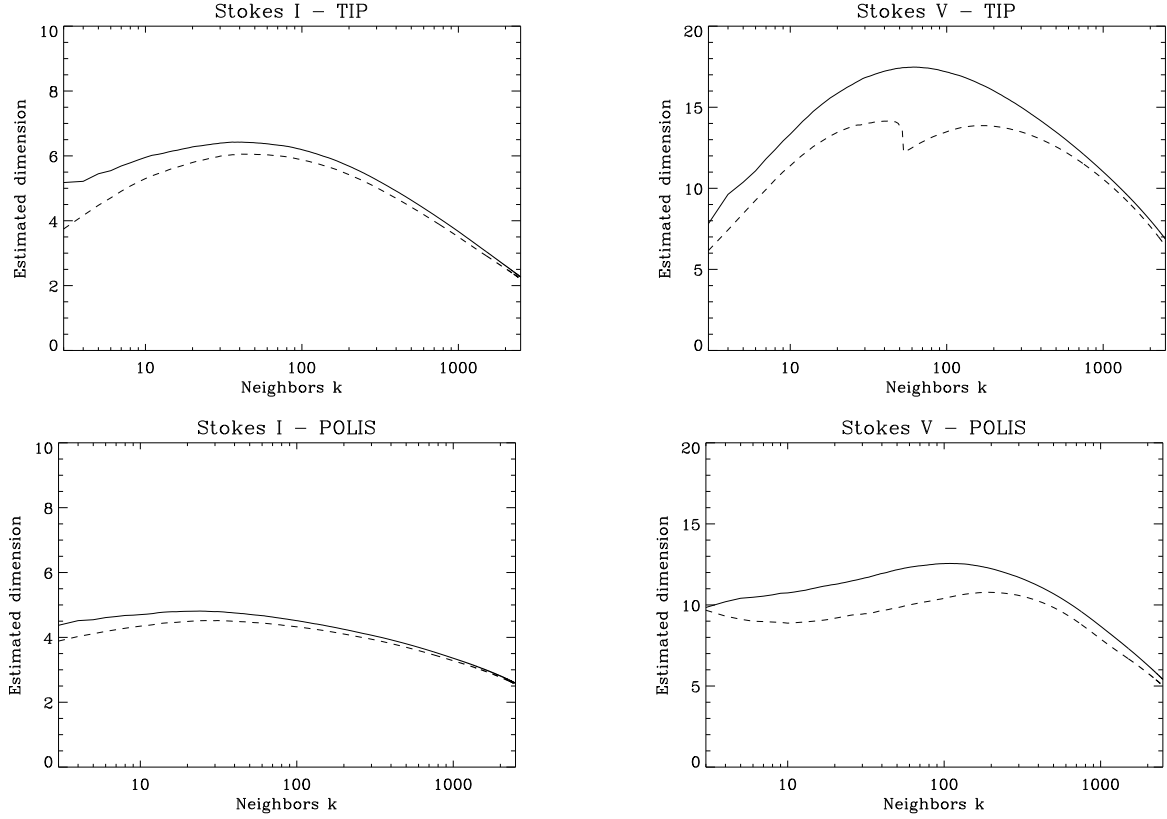 Stokes I – TIP
Estimated dimension
10
8
6
4
2
0
10
100
1000
Neighbors k
Stokes V – TIP
Estimated dimension
20
15
10
5
0
10
100
1000
Neighbors k
Stokes I – POLIS
Estimated dimension
10
8
6
4
2
0
10
100
1000
Neighbors k
Stokes V – POLIS
Estimated dimension
20
15
10
5
0
10
100
1000
Neighbors k